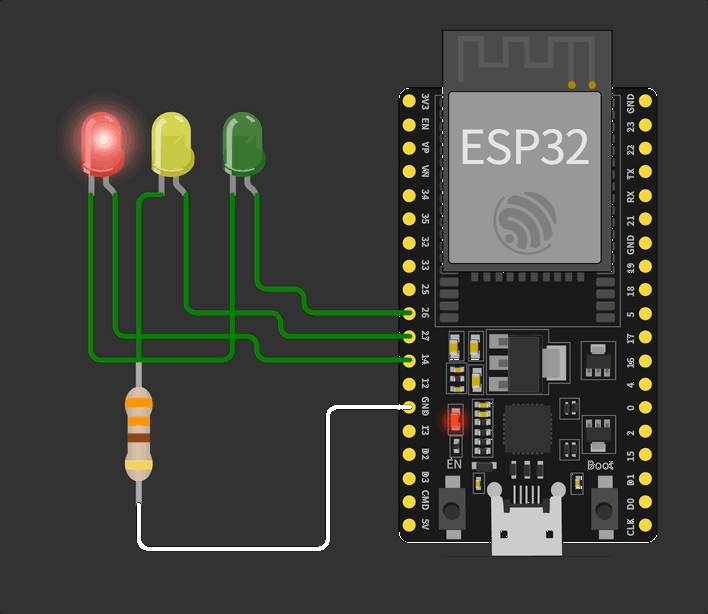 ESP32
3V3
EN
VP
VN
34
35
32
33
25
26
27
14
12
GND
13
D2
D3
CMD
5V
GND
23
22
TX
RX
21
GND
19
18
5
17
16
4
0
2
15
D1
D0
CLK
EN
Boot